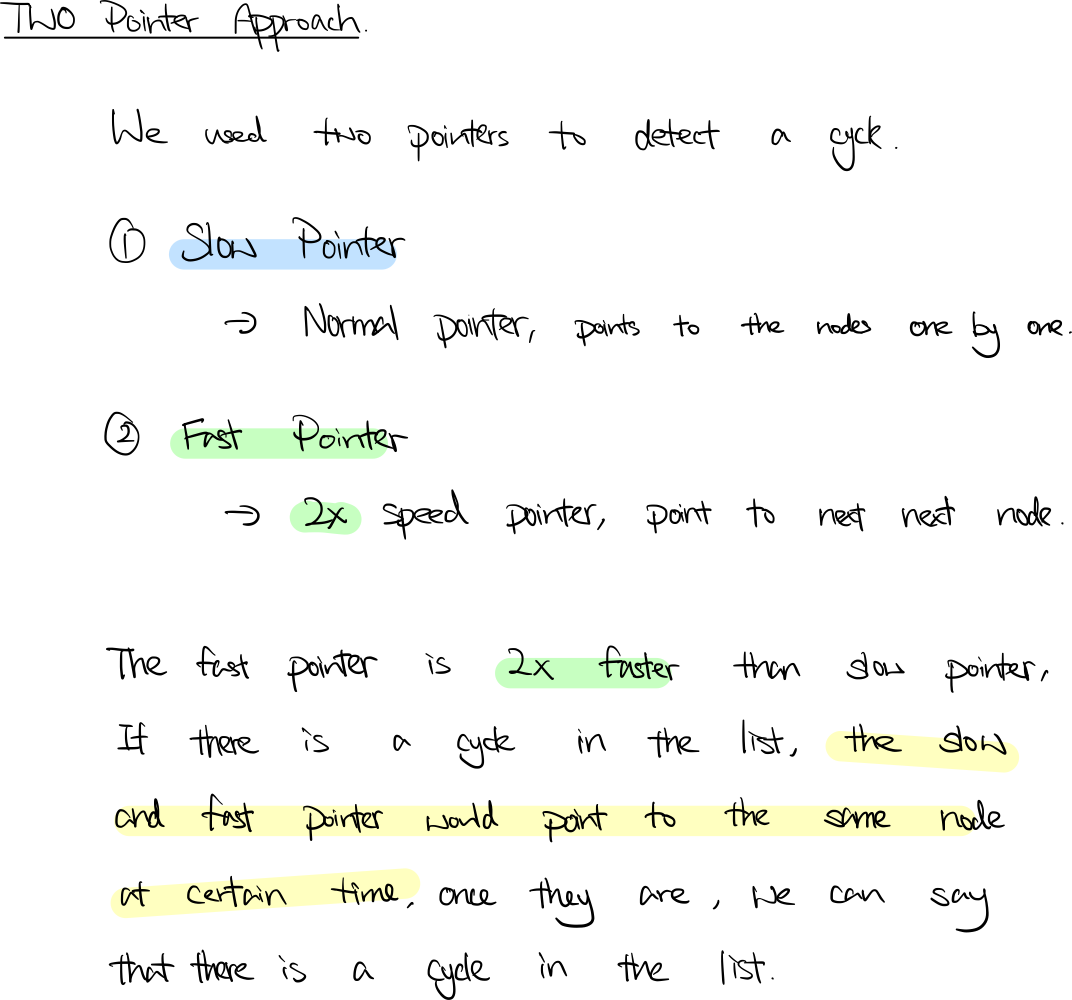 Two Pointer Approach.
We used two pointers to detect a cycle.
① Slow Pointer
→ Normal pointer, points to the nodes one by one.
② Fast Pointer
→ 2x speed pointer, point to next next node.
The fast pointer is 2x faster than slow pointer,
If there is a cycle in the list, the slow
and fast pointer would point to the same node
at certain time, once they are, we can say
that there is a cycle in the list.